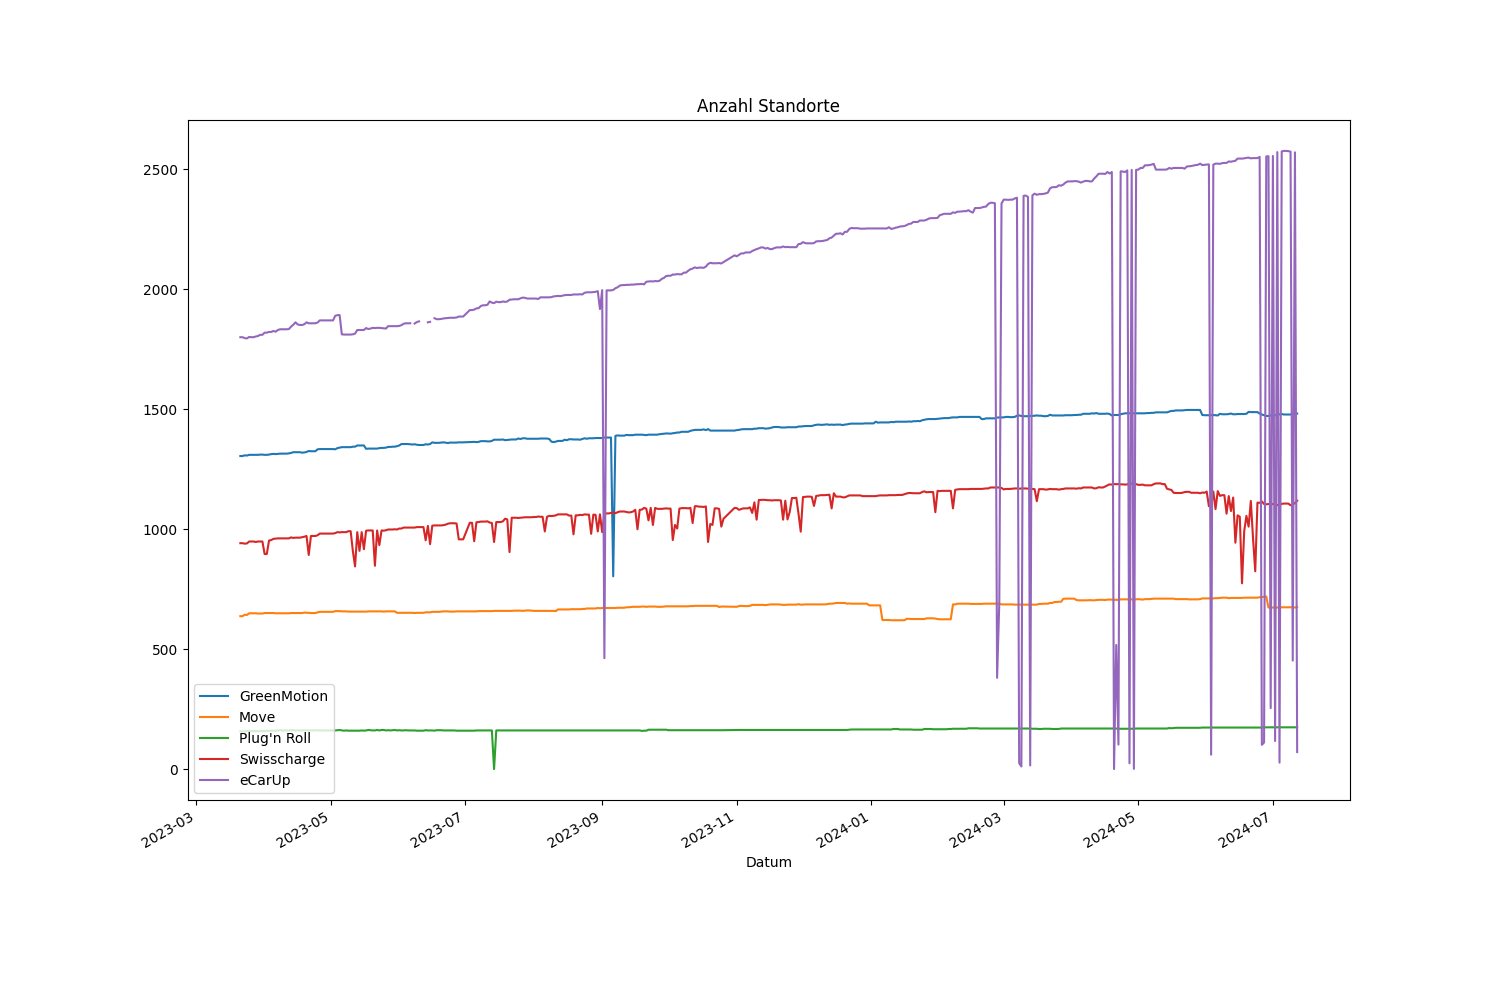 Anzahl Standorte
2500
2000
1500
1000
500
0
GreenMotion
Move
Plug'n Roll
Swisscharge
eCarUp
2023-03
2023-05
2023-07
2023-09
2023-11
2024-01
2024-03
2024-05
2024-07
Datum